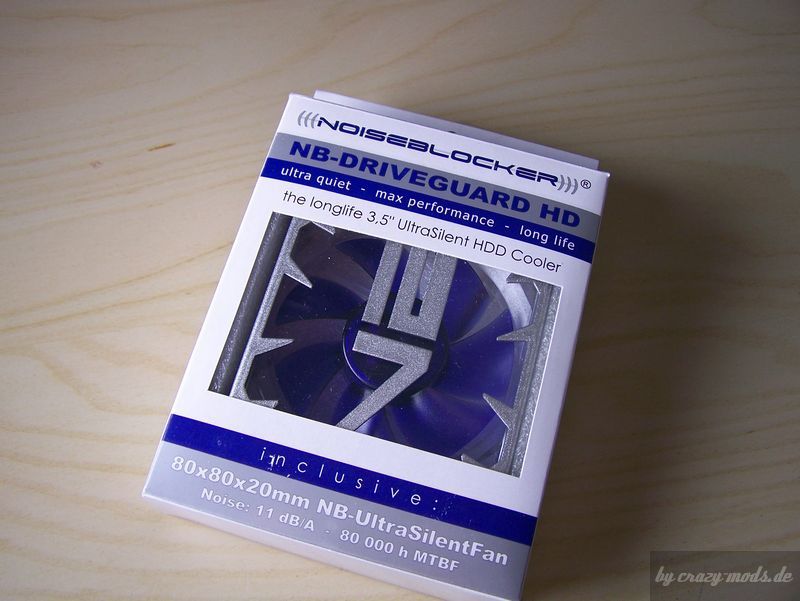 (((NOISEBLOCKER)))®
NB-DRIVEGUARD HD
ultra quiet - max performance - long life
the longlife 3,5" UltraSilent HDD Cooler
inclusive:
80x80x20mm NB-UltraSilentFan
Noise: 11 dB/A - 80 000 h MTBF
by crazy-mods.de